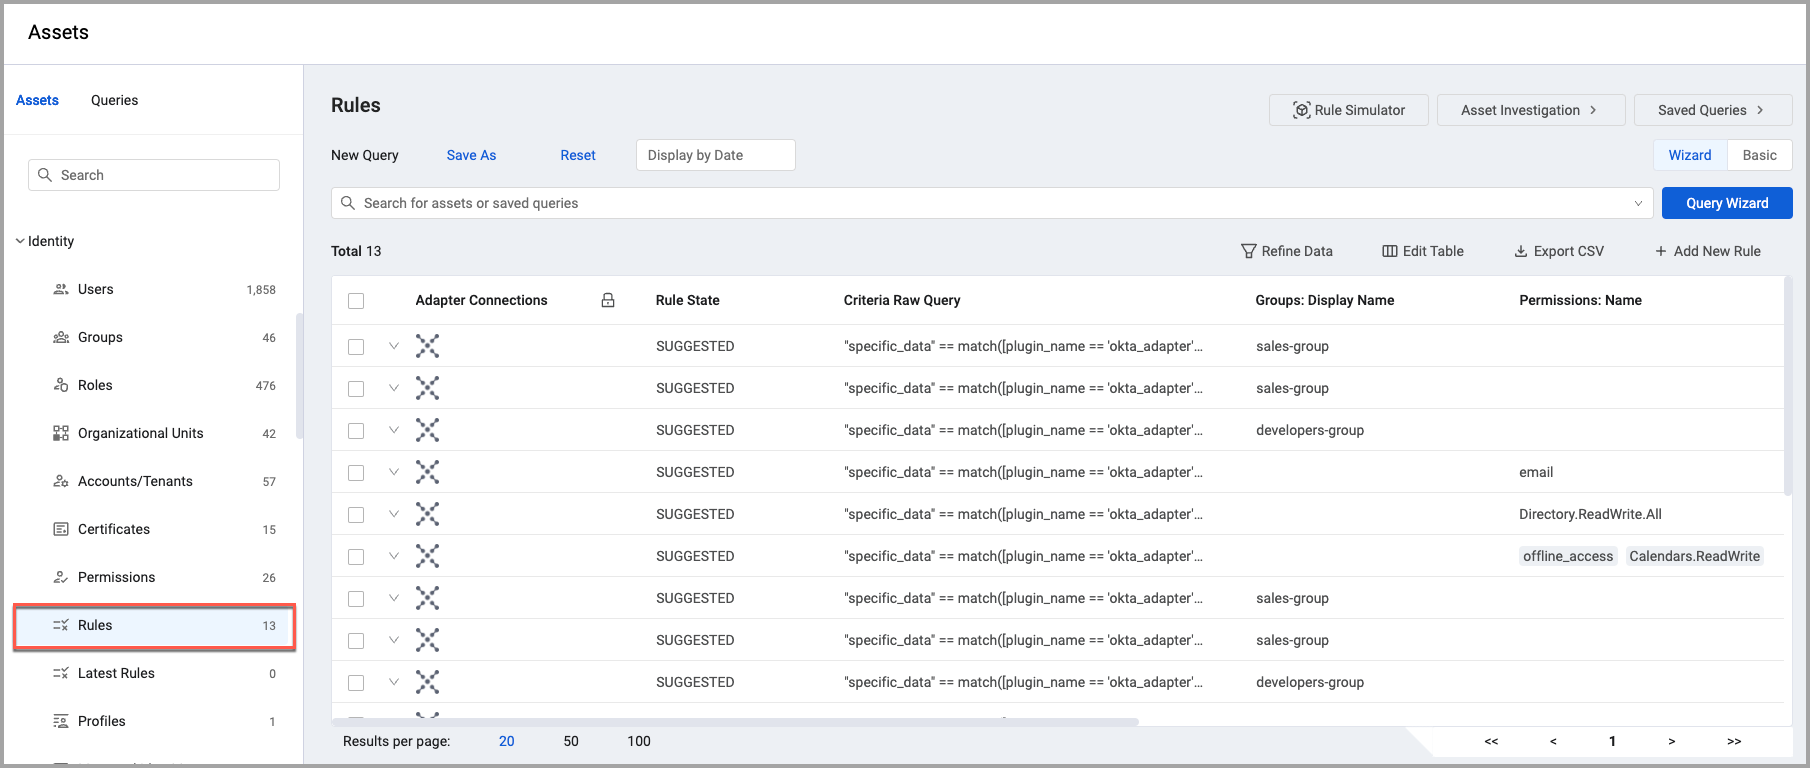 Assets
Assets Queries
Search
Identity
Users 1,858
Groups 46
Roles 476
Organizational Units 42
Accounts/Tenants 57
Certificates 15
Permissions 26
Rules 13
Latest Rules 0
Profiles 1
Rules
Rule Simulator Asset Investigation > Saved Queries >
New Query Save As Reset Display by Date Wizard Basic
Search for assets or saved queries Query Wizard
Total 13 Refine Data Edit Table Export CSV + Add New Rule
Adapter Connections Rule State Criteria Raw Query Groups: Display Name Permissions: Name
SUGGESTED "specific_data" == match([plugin_name == 'okta_adapter'... sales-group
SUGGESTED "specific_data" == match([plugin_name == 'okta_adapter'... sales-group
SUGGESTED "specific_data" == match([plugin_name == 'okta_adapter'... developers-group
SUGGESTED "specific_data" == match([plugin_name == 'okta_adapter'... email
SUGGESTED "specific_data" == match([plugin_name == 'okta_adapter'... Directory.ReadWrite.All
SUGGESTED "specific_data" == match([plugin_name == 'okta_adapter'... offline_access Calendars.ReadWrite
SUGGESTED "specific_data" == match([plugin_name == 'okta_adapter'... sales-group
SUGGESTED "specific_data" == match([plugin_name == 'okta_adapter'... sales-group
SUGGESTED "specific_data" == match([plugin_name == 'okta_adapter'... developers-group
Results per page: 20 50 100 << < 1 > >>